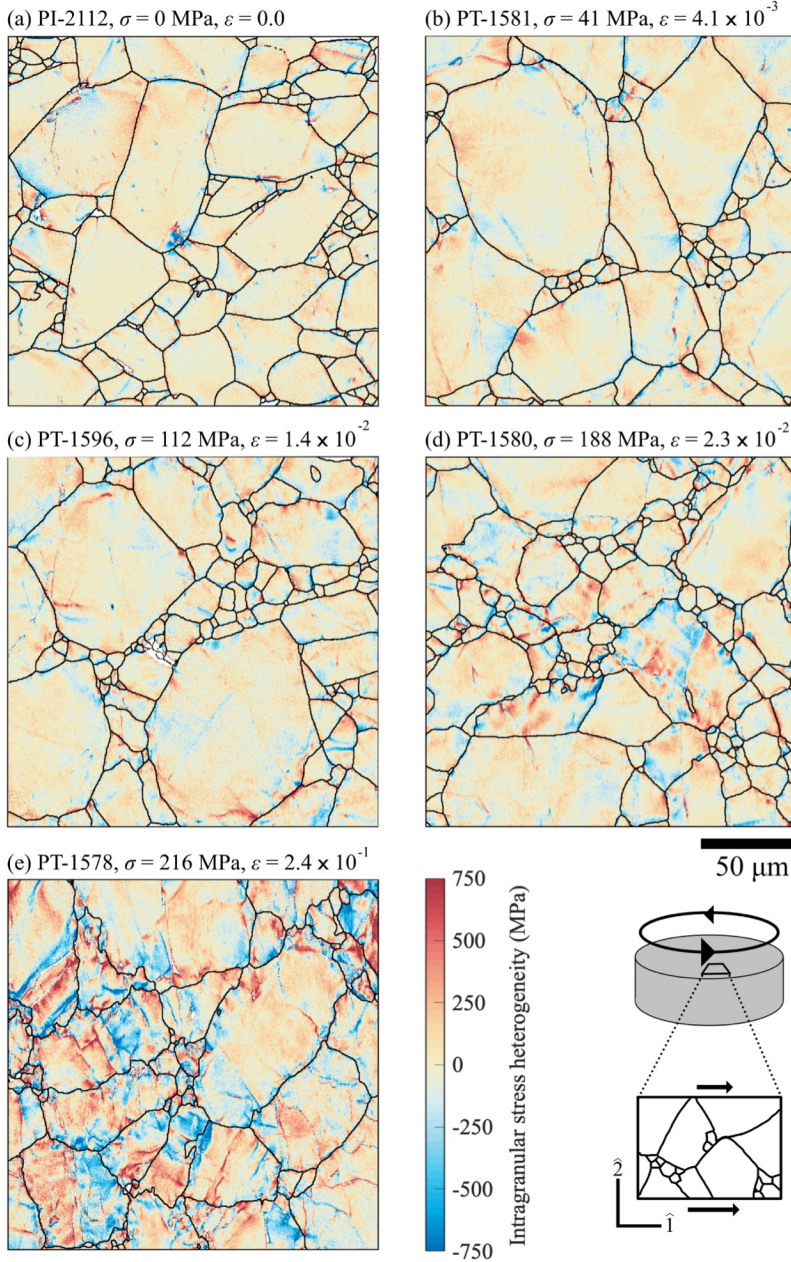 (a) PI-2112, σ = 0 MPa, ε = 0.0
(b) PT-1581, σ = 41 MPa, ε = 4.1 x 10⁻³
(c) PT-1596, σ = 112 MPa, ε = 1.4 x 10⁻²
(d) PT-1580, σ = 188 MPa, ε = 2.3 x 10⁻²
50 µm
(e) PT-1578, σ = 216 MPa, ε = 2.4 x 10⁻¹
750
500
250
0
-250
-500
-750
Intragranular stress heterogeneity (MPa)
2̂
1̂